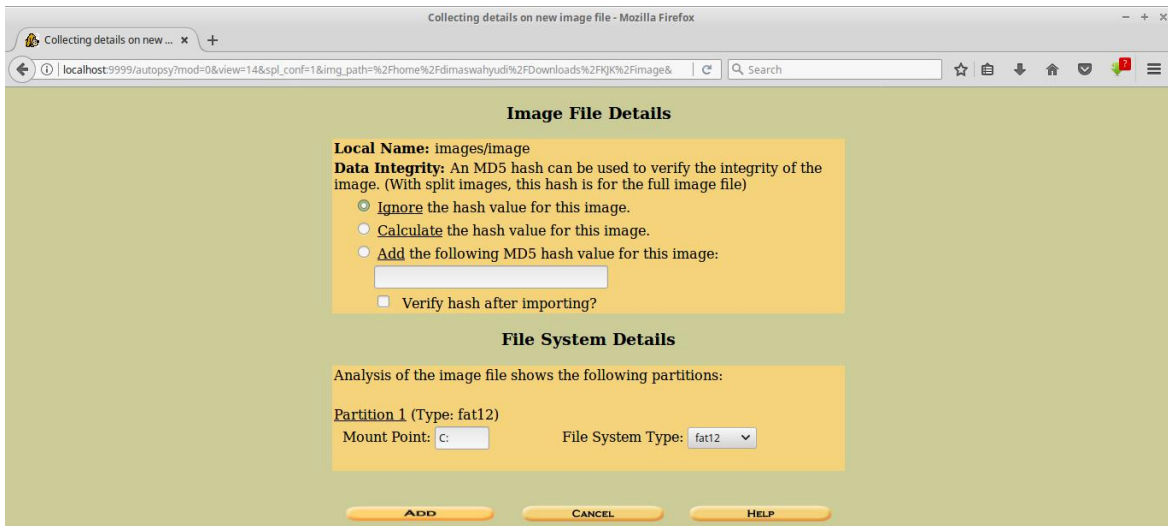 Collecting details on new image file - Mozilla Firefox
Collecting details on new ... × +
localhost:9999/autopsy?mod=0&view=14&spl_conf=1&img_path=%2Fhome%2Fdimaswahyudi%2FDownloads%2FKJK%2Fimage& Search
Image File Details
Local Name: images/image
Data Integrity: An MD5 hash can be used to verify the integrity of the
image. (With split images, this hash is for the full image file)
Ignore the hash value for this image.
Calculate the hash value for this image.
Add the following MD5 hash value for this image:
Verify hash after importing?
File System Details
Analysis of the image file shows the following partitions:
Partition 1 (Type: fat12)
Mount Point: C: File System Type: fat12
ADD CANCEL HELP